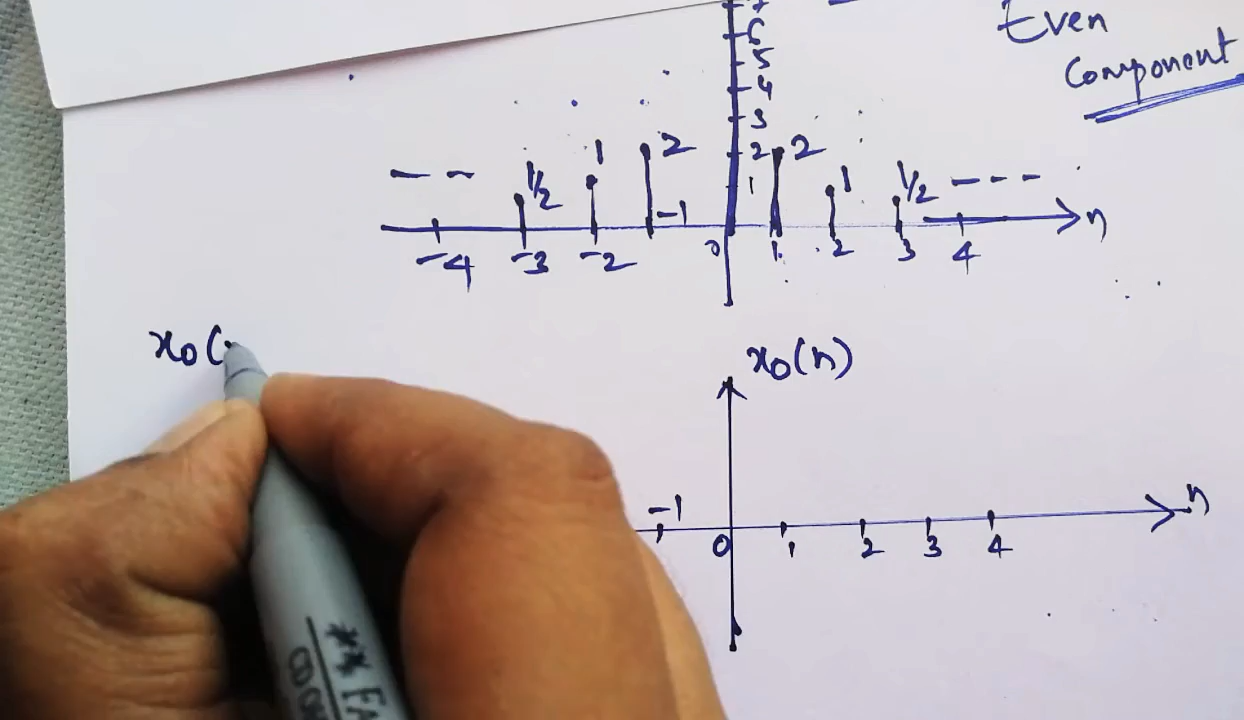 Even
Component
6
5
4
3
2
1
1/2 1 2 2 1 1/2
-4 -3 -2 -1 0 1 2 3 4 n
x0(
x0(n)
-1 0 1 2 3 4 n
CD